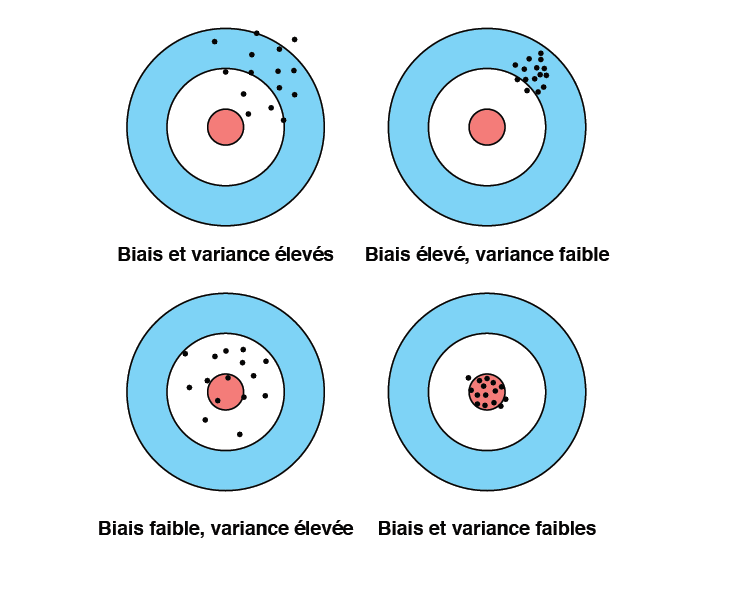 Biais et variance élevés
Biais élevé, variance faible
Biais faible, variance élevée
Biais et variance faibles